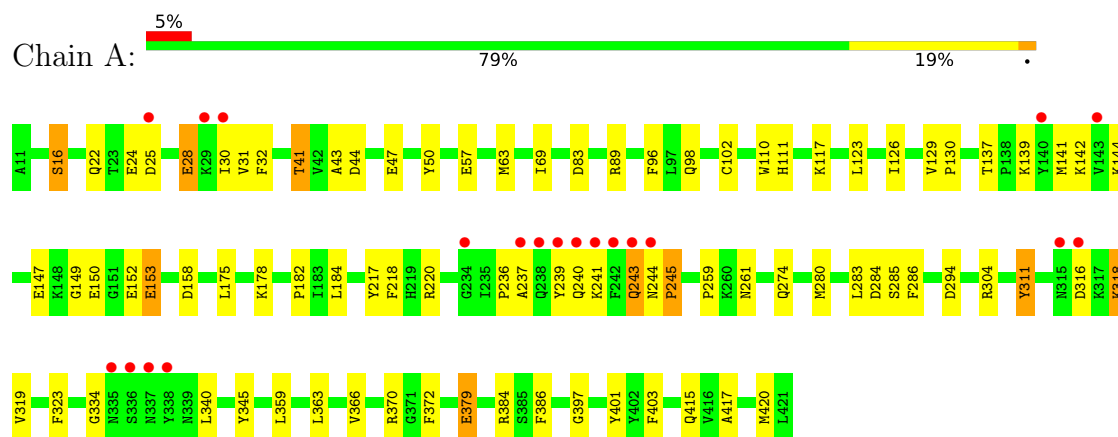 5%
Chain A:
79% 19% •
A11 S16 Q22 T23 E24 D25 E28 K29 I30 V31 F32 T41 V42 A43 D44 E47 Y50 E57 M63 I69 D83 R89 F96 L97 Q98 C102 W110 H111 K117 L123 I126 V129 P130 T137 P138 K139 Y140 M141 K142 V143 K144
E147 K148 G149 E150 G151 E152 E153 D158 L175 K178 P182 I183 L184 Y217 F218 H219 R220 G234 I235 P236 A237 Q238 Y239 Q240 K241 F242 Q243 N244 P245 P259 K260 N261 Q274 M280 L283 D284 S285 F286 D294 R304 Y311 N315 D316 K317 K318
V319 F323 G334 N335 S336 N337 Y338 N339 L340 Y345 L359 L363 V366 R370 G371 F372 E379 R384 S385 F386 G397 Y401 Y402 F403 Q415 V416 A417 M420 L421